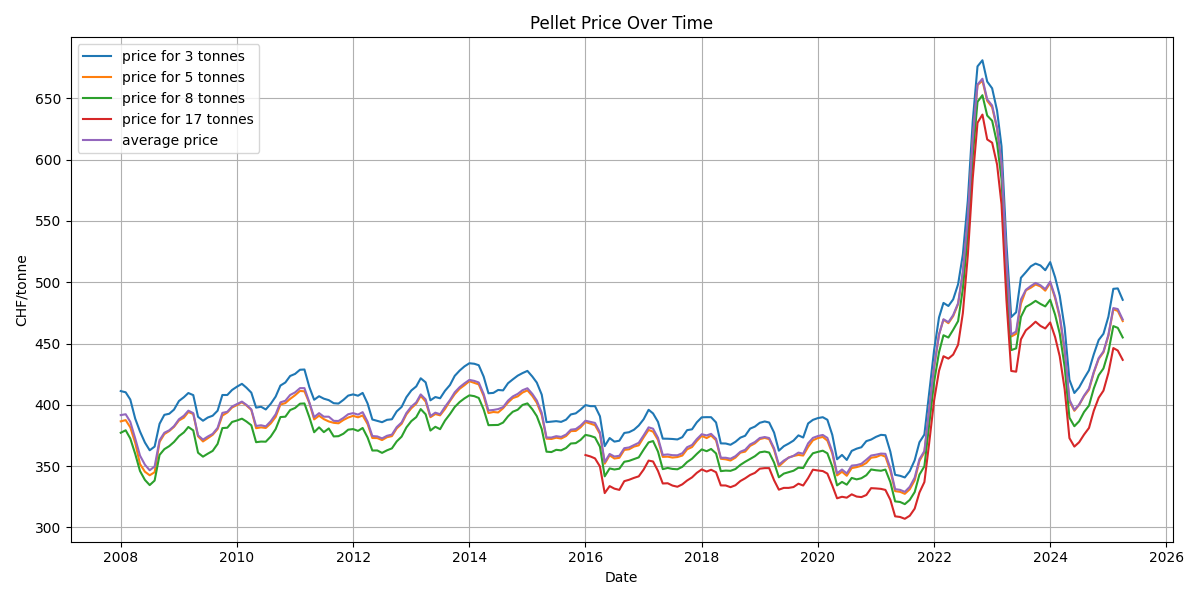 Pellet Price Over Time
price for 3 tonnes
price for 5 tonnes
price for 8 tonnes
price for 17 tonnes
average price
CHF/tonne
650
600
550
500
450
400
350
300
2008 2010 2012 2014 2016 2018 2020 2022 2024 2026
Date